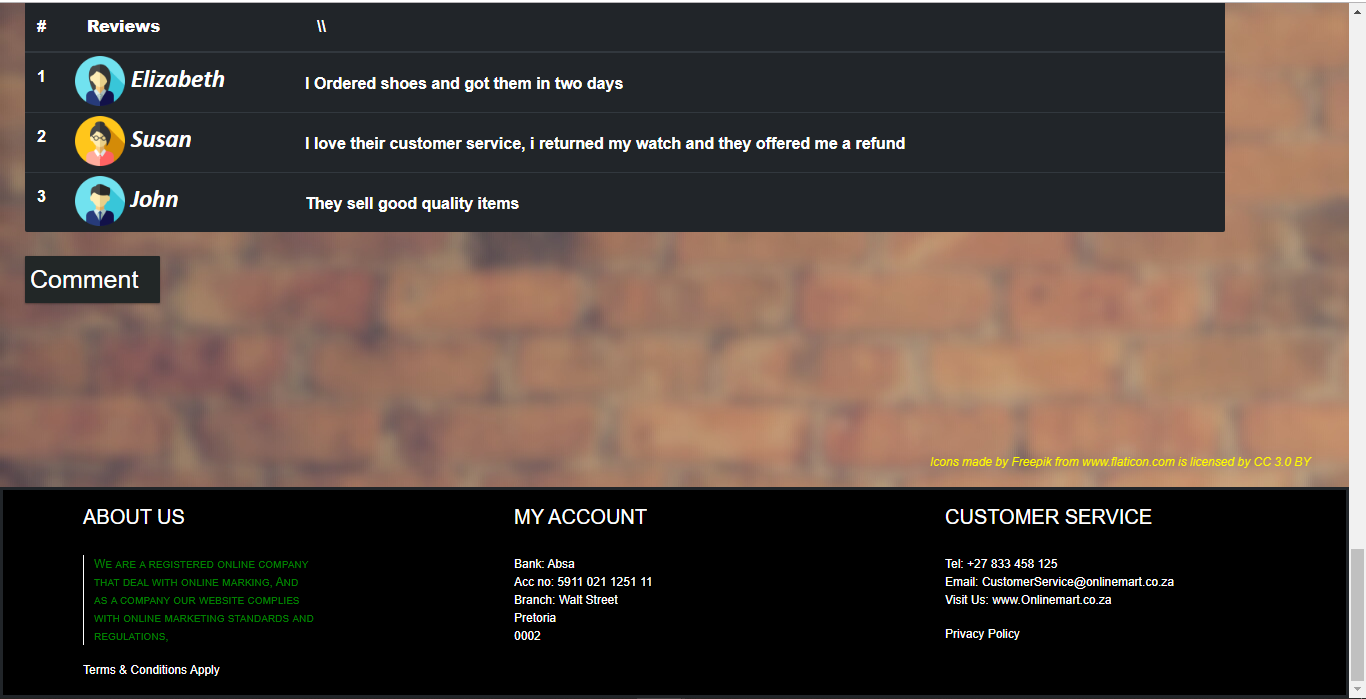 # Reviews \\
1 Elizabeth I Ordered shoes and got them in two days
2 Susan I love their customer service, i returned my watch and they offered me a refund
3 John They sell good quality items
Comment
Icons made by Freepik from www.flaticon.com is licensed by CC 3.0 BY
ABOUT US
We are a registered online company
that deal with online marking, And
as a company our website complies
with online marketing standards and
regulations,
Terms & Conditions Apply
MY ACCOUNT
Bank: Absa
Acc no: 5911 021 1251 11
Branch: Walt Street
Pretoria
0002
CUSTOMER SERVICE
Tel: +27 833 458 125
Email: CustomerService@onlinemart.co.za
Visit Us: www.Onlinemart.co.za
Privacy Policy